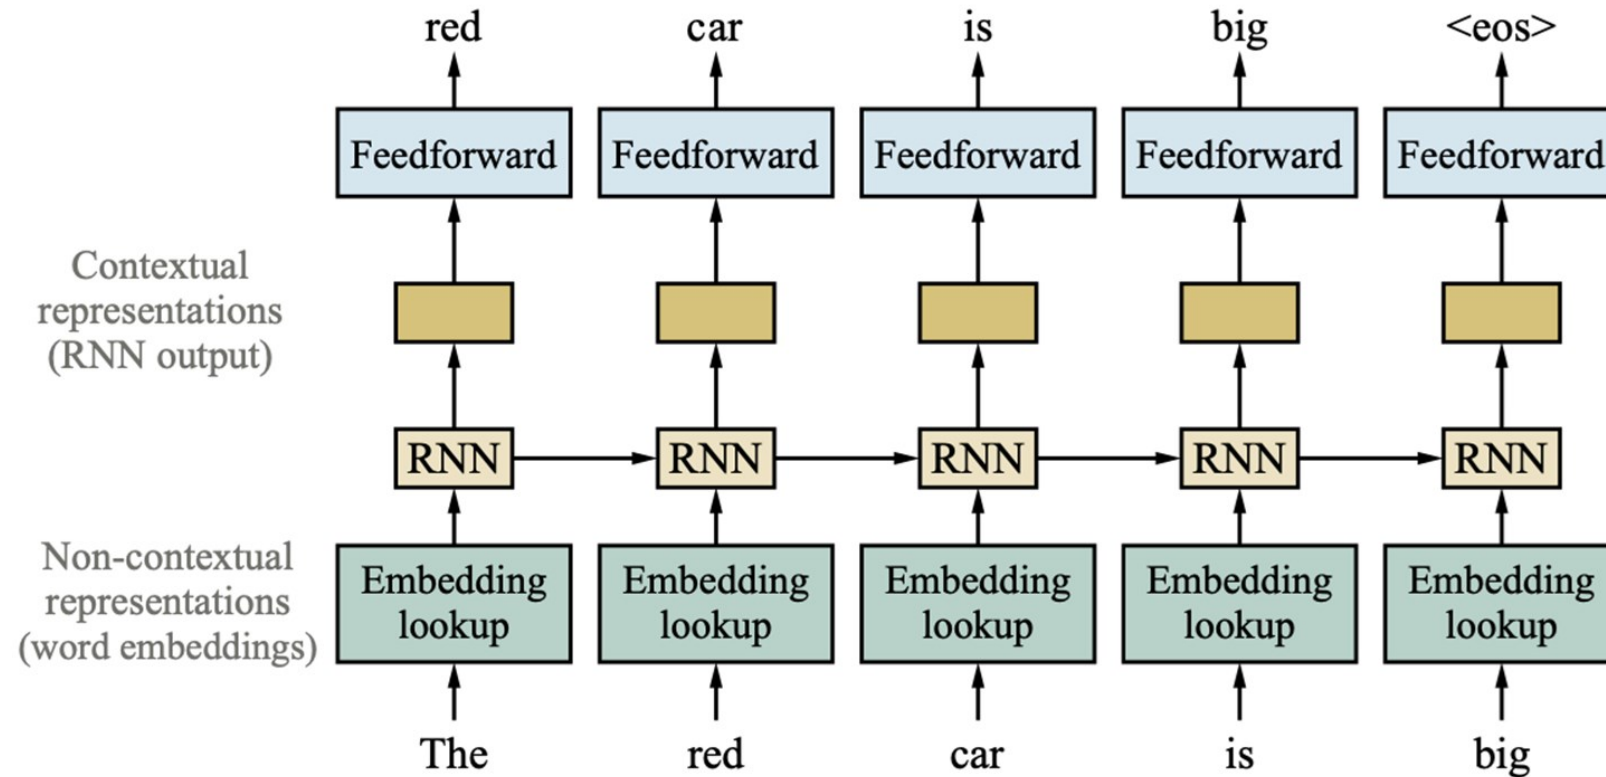 red car is big <eos>
Feedforward Feedforward Feedforward Feedforward Feedforward
Contextual
representations
(RNN output)
RNN RNN RNN RNN RNN
Non-contextual
representations
(word embeddings)
Embedding
lookup
Embedding
lookup
Embedding
lookup
Embedding
lookup
Embedding
lookup
The red car is big